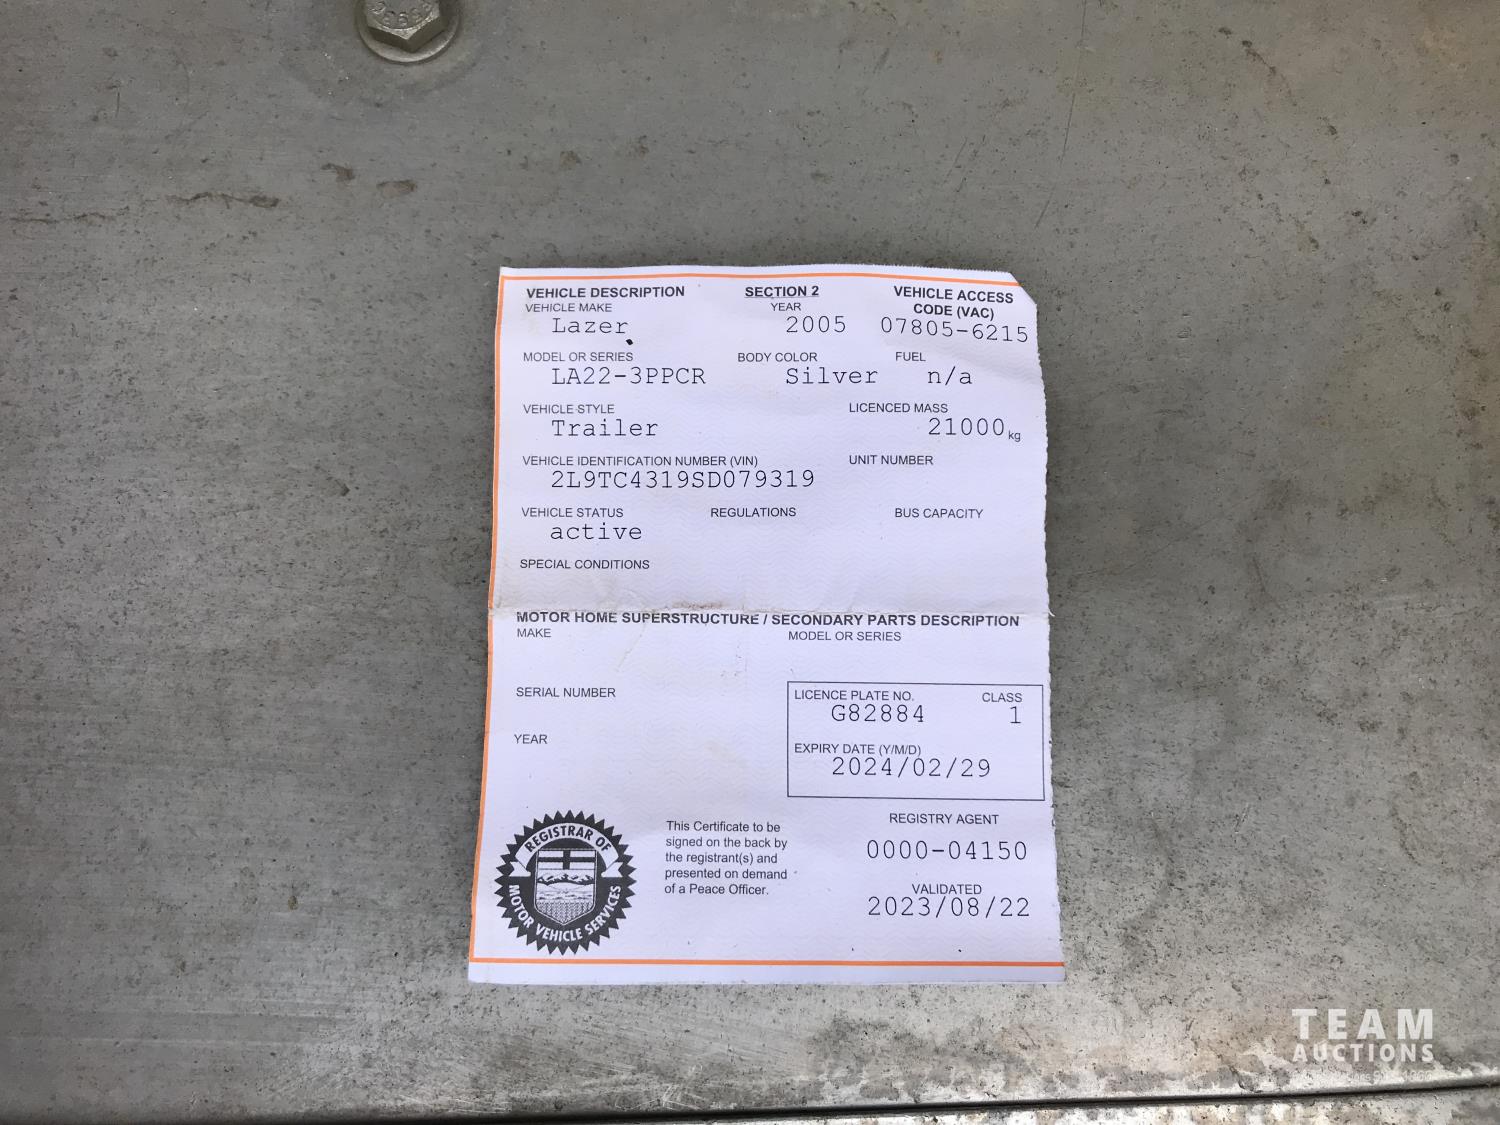 VEHICLE DESCRIPTION SECTION 2 VEHICLE ACCESS CODE (VAC)
VEHICLE MAKE YEAR
Lazer 2005 07805-6215
MODEL OR SERIES BODY COLOR FUEL
LA22-3PPCR Silver n/a
VEHICLE STYLE LICENCED MASS
Trailer 21000 kg
VEHICLE IDENTIFICATION NUMBER (VIN) UNIT NUMBER
2L9TC4319SD079319
VEHICLE STATUS REGULATIONS BUS CAPACITY
active
SPECIAL CONDITIONS
MOTOR HOME SUPERSTRUCTURE / SECONDARY PARTS DESCRIPTION
MAKE MODEL OR SERIES
SERIAL NUMBER
YEAR
LICENCE PLATE NO. CLASS
G82884 1
EXPIRY DATE (Y/M/D)
2024/02/29
REGISTRAR OF
MOTOR VEHICLE SERVICES
This Certificate to be
signed on the back by
the registrant(s) and
presented on demand
of a Peace Officer.
REGISTRY AGENT
0000-04150
VALIDATED
2023/08/22
TEAM
AUCTIONS